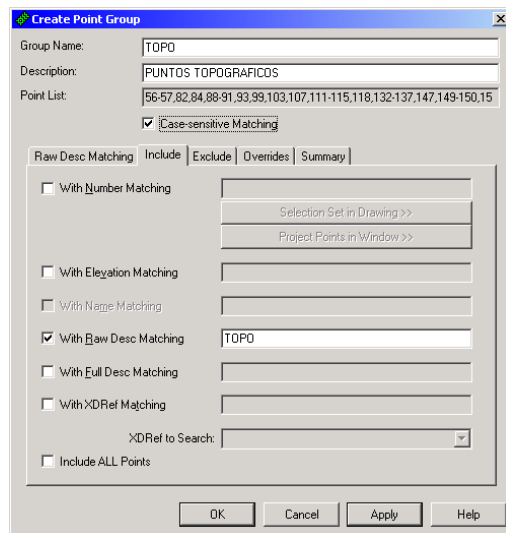 Create Point Group
Group Name: TOPO
Description: PUNTOS TOPOGRAFICOS
Point List: 56-57,82,84,88-91,93,99,103,107,111-115,118,132-137,147,149-150,15
Case-sensitive Matching
Raw Desc Matching Include Exclude Overrides Summary
With Number Matching
Selection Set in Drawing >>
Project Points in Window >>
With Elevation Matching
With Name Matching
With Raw Desc Matching TOPO
With Full Desc Matching
With XDRef Matching
XDRef to Search:
Include ALL Points
OK Cancel Apply Help